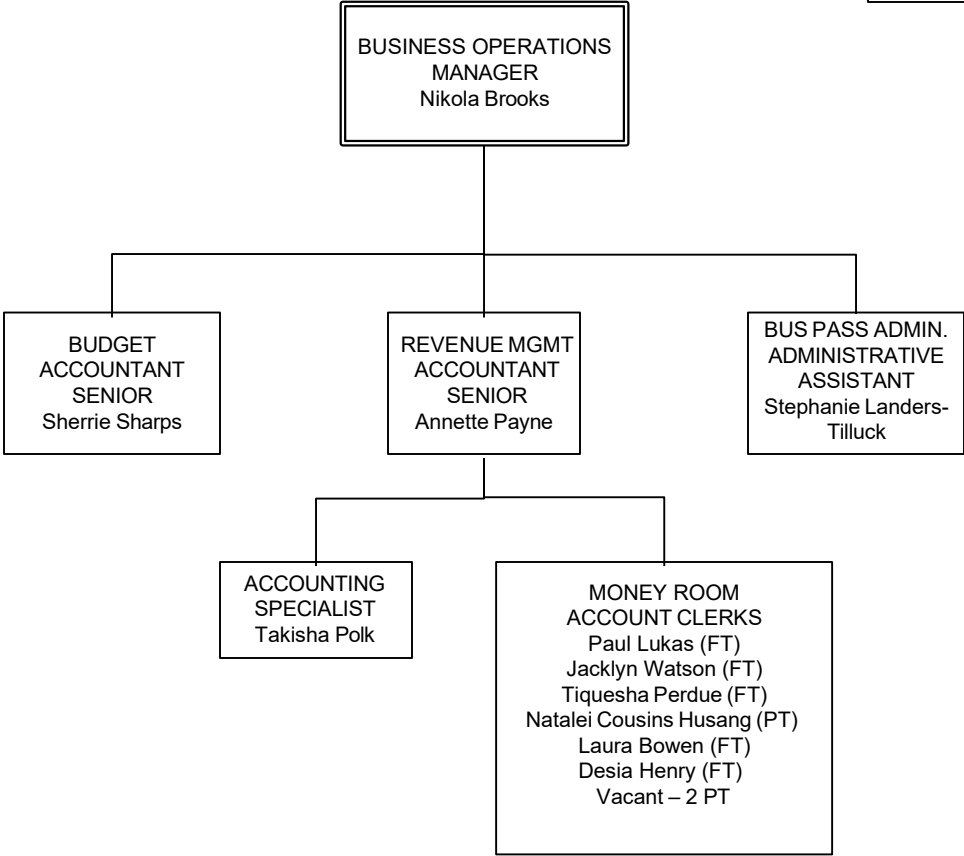 BUSINESS OPERATIONS
MANAGER
Nikola Brooks
BUDGET
ACCOUNTANT
SENIOR
Sherrie Sharps
REVENUE MGMT
ACCOUNTANT
SENIOR
Annette Payne
BUS PASS ADMIN.
ADMINISTRATIVE
ASSISTANT
Stephanie Landers-
Tilluck
ACCOUNTING
SPECIALIST
Takisha Polk
MONEY ROOM
ACCOUNT CLERKS
Paul Lukas (FT)
Jacklyn Watson (FT)
Tiquesha Perdue (FT)
Natalei Cousins Husang (PT)
Laura Bowen (FT)
Desia Henry (FT)
Vacant – 2 PT